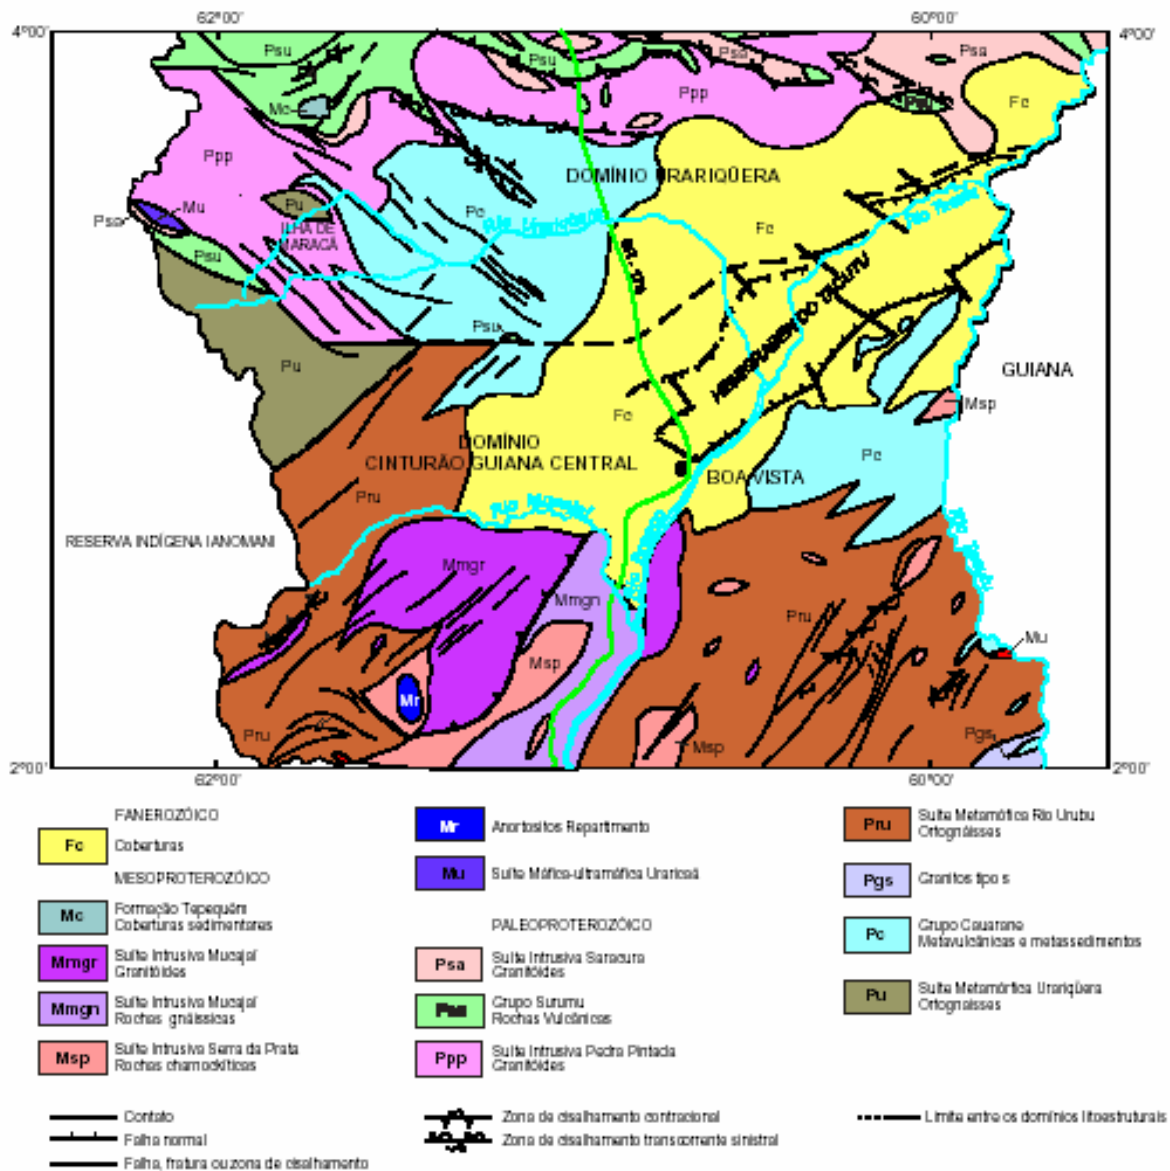 62°00'
60°00'
4°00'
4°00'
Psu
Psu
Psa
Psa
Ppp
Mc
Fc
Ppp
DOMÍNIO URARIQÜERA
Pu
Mu
Psa
Pc
Fc
ILHA DE
MARACÁ
Psu
Psu
HEMIGRABEN DO TACUTU
Pu
GUIANA
Msp
Fc
DOMÍNIO
CINTURÃO GUIANA CENTRAL
BOA VISTA
Pc
Pru
Rio Mucajaí
RESERVA INDÍGENA IANOMANI
Mmgr
Mmgn
Pru
Msp
Mu
Mr
Pru
Msp
Pgs
2°00'
2°00'
62°00'
60°00'
FANEROZÓICO
Fc Coberturas
MESOPROTEROZÓICO
Mc Formação Tepequém
Coberturas sedimentares
Mmgr Suíte Intrusiva Mucajaí
Granitóides
Mmgn Suíte Intrusiva Mucajaí
Rochas gnáissicas
Msp Suíte Intrusiva Serra da Prata
Rochas charnockíticas
Mr Anortositos Repartimento
Mu Suíte Máfica-ultramáfica Uraricaá
PALEOPROTEROZÓICO
Psa Suíte Intrusiva Saracura
Granitóides
Grupo Surumu
Rochas Vulcânicas
Ppp Suíte Intrusiva Pedra Pintada
Granitóides
Pru Suíte Metamófica Rio Urubu
Ortognáisses
Pgs Granitos tipo s
Pc Grupo Cauarane
Metavulcânicas e metassedimentos
Pu Suíte Metamórfica Urariqüera
Ortognaisses
Contato
Falha normal
Falha, fratura ou zona de cisalhamento
Zona de cisalhamento contracional
Zona de cisalhamento transcorrente sinistral
Limite entre os domínios litoestruturais